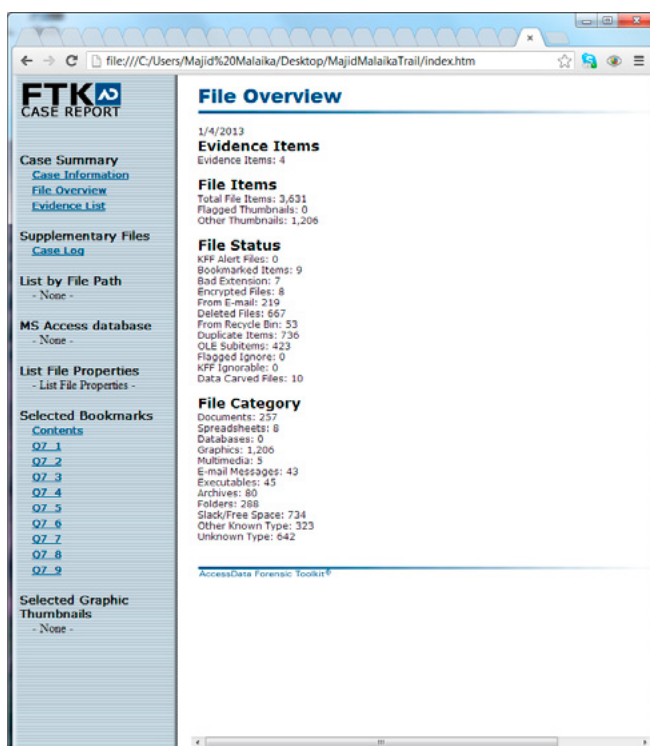 file:///C:/Users/Majid%20Malaika/Desktop/MajidMalaikaTrail/index.htm
FTK
CASE REPORT
Case Summary
Case Information
File Overview
Evidence List
Supplementary Files
Case Log
List by File Path
- None -
MS Access database
- None -
List File Properties
- List File Properties -
Selected Bookmarks
Contents
Q7_1
Q7_2
Q7_3
Q7_4
Q7_5
Q7_6
Q7_7
Q7_8
Q7_9
Selected Graphic
Thumbnails
- None -
File Overview
1/4/2013
Evidence Items
Evidence Items: 4
File Items
Total File Items: 3,631
Flagged Thumbnails: 0
Other Thumbnails: 1,206
File Status
KFF Alert Files: 0
Bookmarked Items: 9
Bad Extension: 7
Encrypted Files: 8
From E-mail: 219
Deleted Files: 667
From Recycle Bin: 53
Duplicate Items: 736
OLE Subitems: 423
Flagged Ignore: 0
KFF Ignorable: 0
Data Carved Files: 10
File Category
Documents: 257
Spreadsheets: 8
Databases: 0
Graphics: 1,206
Multimedia: 5
E-mail Messages: 43
Executables: 45
Archives: 80
Folders: 288
Slack/Free Space: 734
Other Known Type: 323
Unknown Type: 642
AccessData Forensic Toolkit®